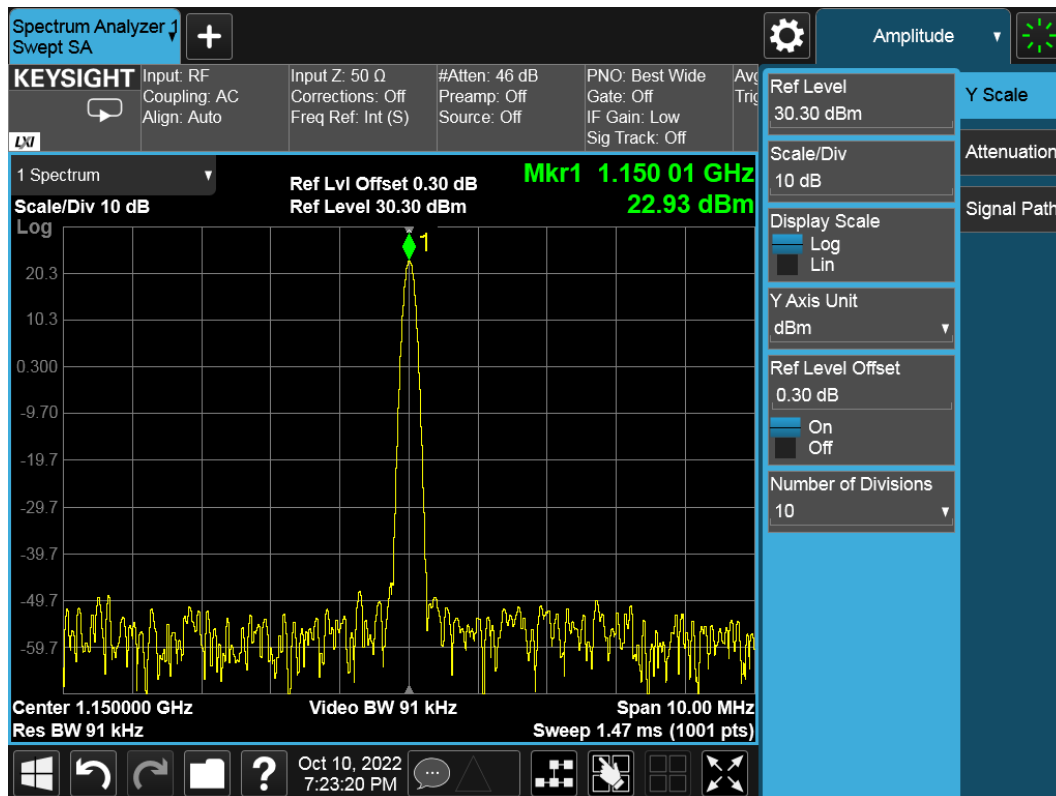 Spectrum Analyzer 1
Swept SA
Amplitude
KEYSIGHT
Input: RF
Coupling: AC
Align: Auto
Input Z: 50 Ω
Corrections: Off
Freq Ref: Int (S)
#Atten: 46 dB
Preamp: Off
Source: Off
PNO: Best Wide
Gate: Off
IF Gain: Low
Sig Track: Off
LXI
1 Spectrum
Scale/Div 10 dB
Log
Ref Lvl Offset 0.30 dB
Ref Level 30.30 dBm
Mkr1 1.150 01 GHz
22.93 dBm
1
20.3
10.3
0.300
-9.70
-19.7
-29.7
-39.7
-49.7
-59.7
Center 1.150000 GHz
Video BW 91 kHz
Span 10.00 MHz
Res BW 91 kHz
Sweep 1.47 ms (1001 pts)
Ref Level
30.30 dBm
Scale/Div
10 dB
Display Scale
Log
Lin
Y Axis Unit
dBm
Ref Level Offset
0.30 dB
On
Off
Number of Divisions
10
Y Scale
Attenuation
Signal Path
Oct 10, 2022
7:23:20 PM